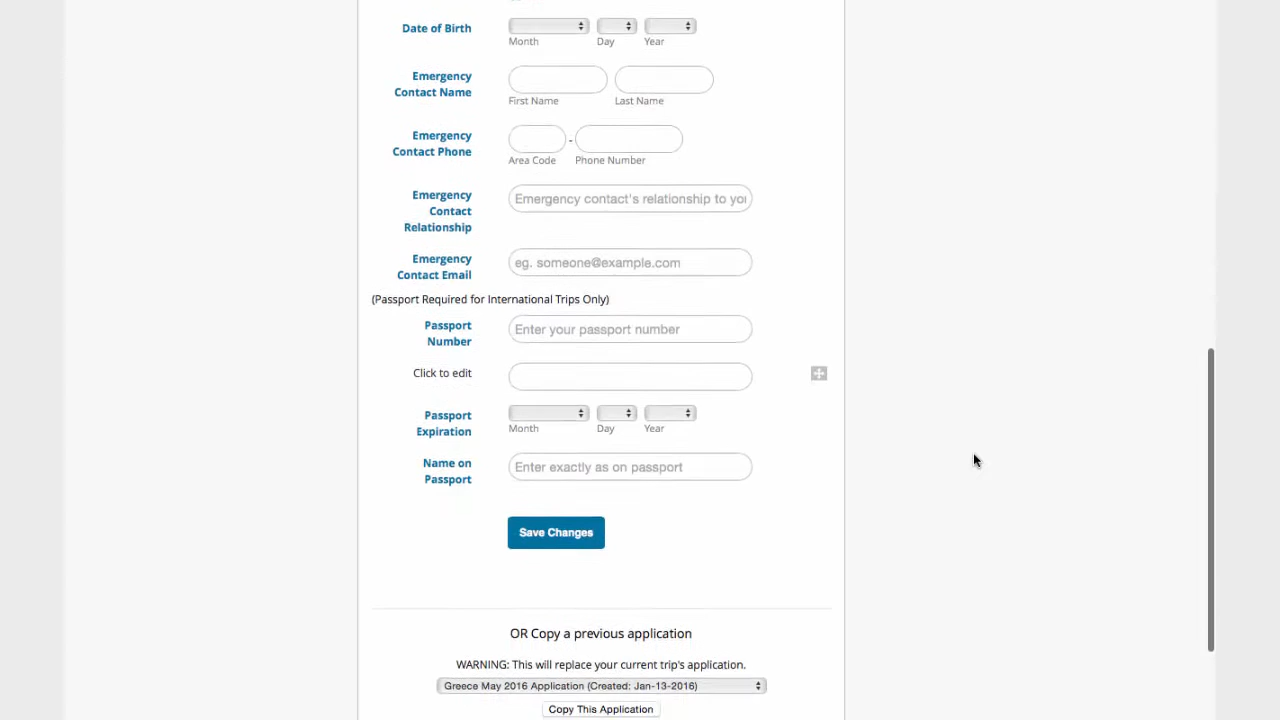 Date of Birth
Month Day Year
Emergency
Contact Name
First Name Last Name
Emergency
Contact Phone
-
Area Code Phone Number
Emergency
Contact
Relationship
Emergency contact's relationship to you
Emergency
Contact Email
eg. someone@example.com
(Passport Required for International Trips Only)
Passport
Number
Enter your passport number
Click to edit
Passport
Expiration
Month Day Year
Name on
Passport
Enter exactly as on passport
Save Changes
OR Copy a previous application
WARNING: This will replace your current trip's application.
Greece May 2016 Application (Created: Jan-13-2016)
Copy This Application